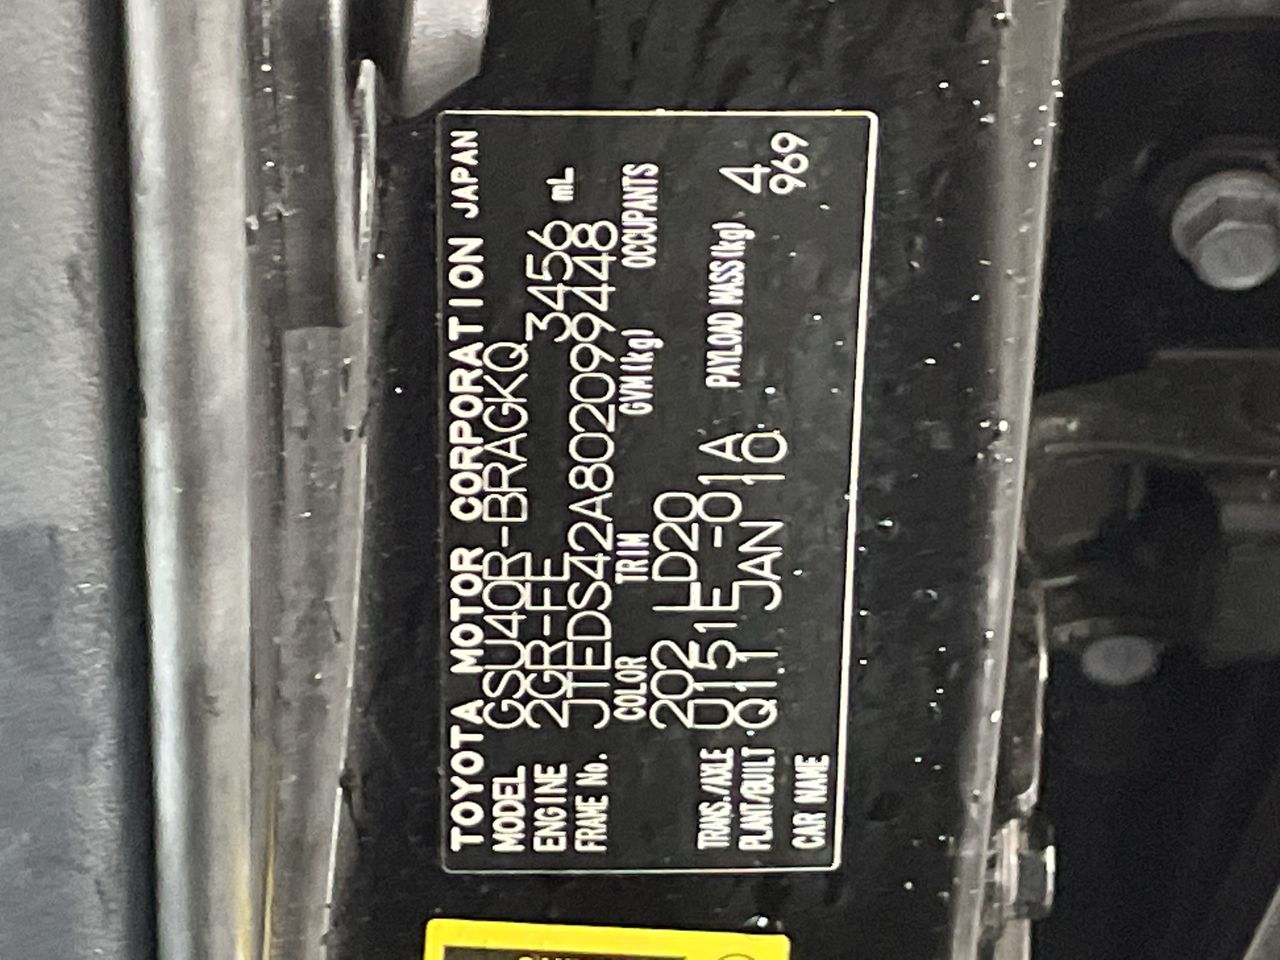 TOYOTA MOTOR CORPORATION JAPAN
MODEL GSU40R-BRAGKQ
ENGINE 2GR-FE 3456 mL
FRAME No. JTEDS42A802099448
COLOR TRIM GVM(kg) OCCUPANTS
202 LD20 4
TRANS./AXLE U151E -01A PAYLOAD MASS(kg) 969
PLANT/BUILT Q11 JAN 10
CAR NAME